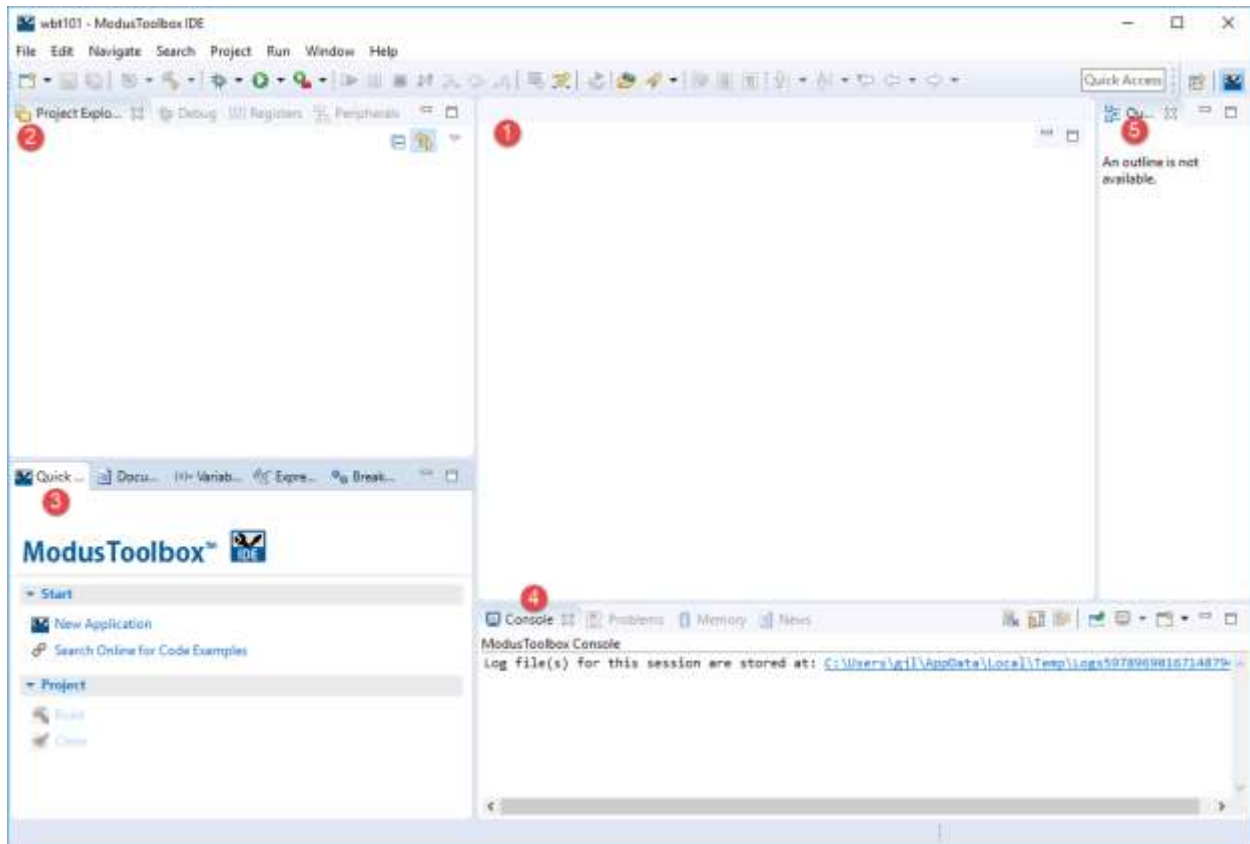 wbt101 - ModusToolbox IDE
File Edit Navigate Search Project Run Window Help
Quick Access
Project Explo... Debug Registers Peripherals
2
1
Ou...
5
An outline is not
available.
Quick ... Docu... (x)= Variab... Expre... Break...
3
ModusToolbox™
IDE
Start
New Application
Search Online for Code Examples
Project
Build
Clean
4
Console Problems Memory News
ModusToolbox Console
Log file(s) for this session are stored at: